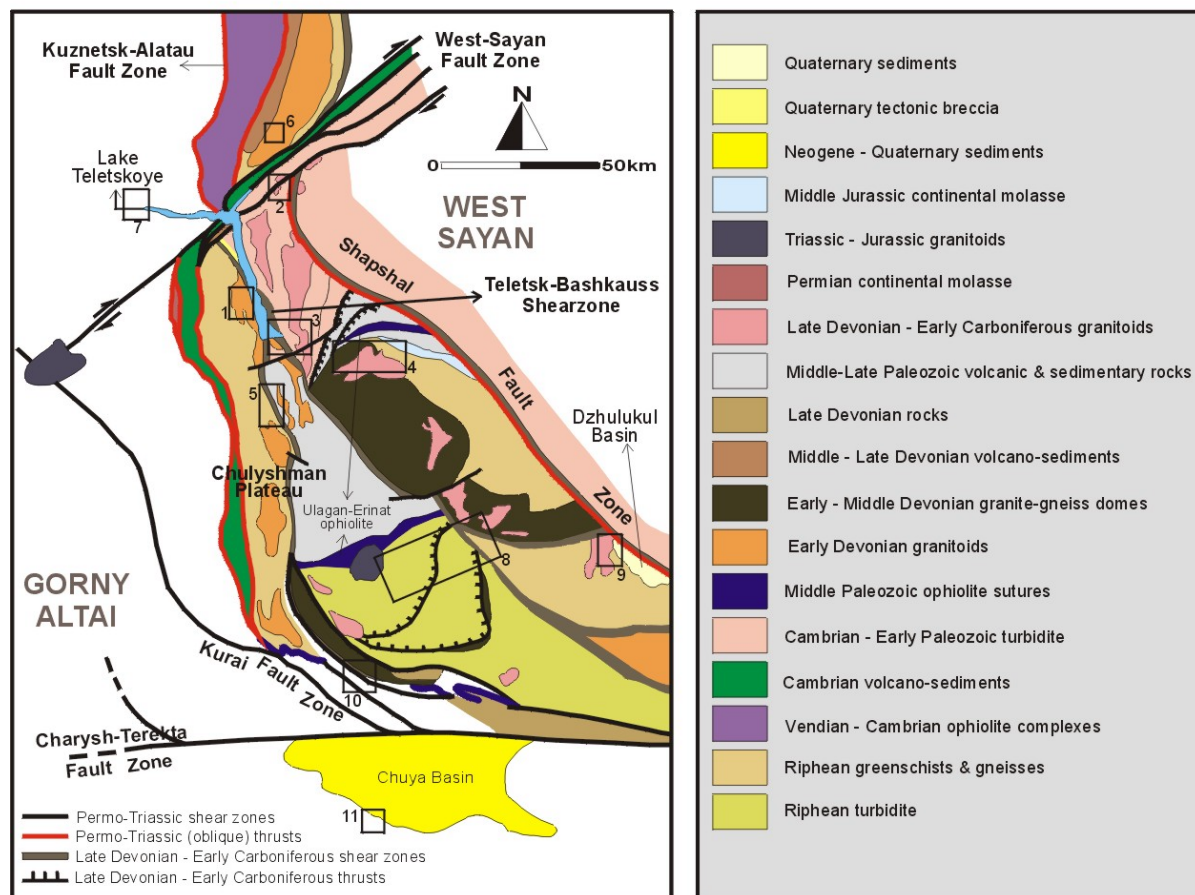 Kuznetsk-Alatau
Fault Zone
West-Sayan
Fault Zone
N
0
50km
6
Lake
Teletskoye
7
2
WEST
SAYAN
Shapshal
Fault
Zone
Teletsk-Bashkauss
Shearzone
1
3
4
5
Dzhulukul
Basin
Chulyshman
Plateau
Ulagan-Erinat
ophiolite
8
9
GORNY
ALTAI
Kurai Fault Zone
10
Charysh-Terekta
Fault Zone
Chuya Basin
11
Permo-Triassic shear zones
Permo-Triassic (oblique) thrusts
Late Devonian - Early Carboniferous shear zones
Late Devonian - Early Carboniferous thrusts
Quaternary sediments
Quaternary tectonic breccia
Neogene - Quaternary sediments
Middle Jurassic continental molasse
Triassic - Jurassic granitoids
Permian continental molasse
Late Devonian - Early Carboniferous granitoids
Middle-Late Paleozoic volcanic & sedimentary rocks
Late Devonian rocks
Middle - Late Devonian volcano-sediments
Early - Middle Devonian granite-gneiss domes
Early Devonian granitoids
Middle Paleozoic ophiolite sutures
Cambrian - Early Paleozoic turbidite
Cambrian volcano-sediments
Vendian - Cambrian ophiolite complexes
Riphean greenschists & gneisses
Riphean turbidite